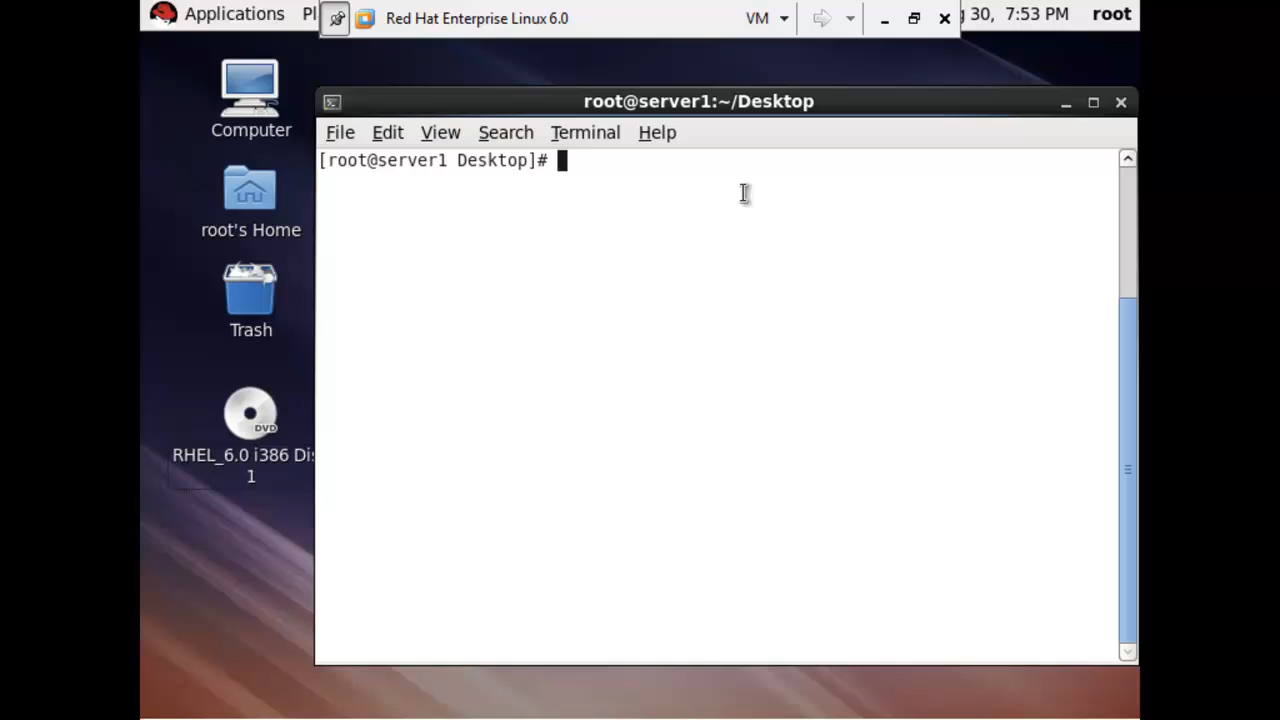 Applications Pl
Red Hat Enterprise Linux 6.0
VM
30, 7:53 PM root
Computer
root's Home
Trash
DVD
RHEL_6.0 i386 Dis
1
root@server1:~/Desktop
File Edit View Search Terminal Help
[root@server1 Desktop]#